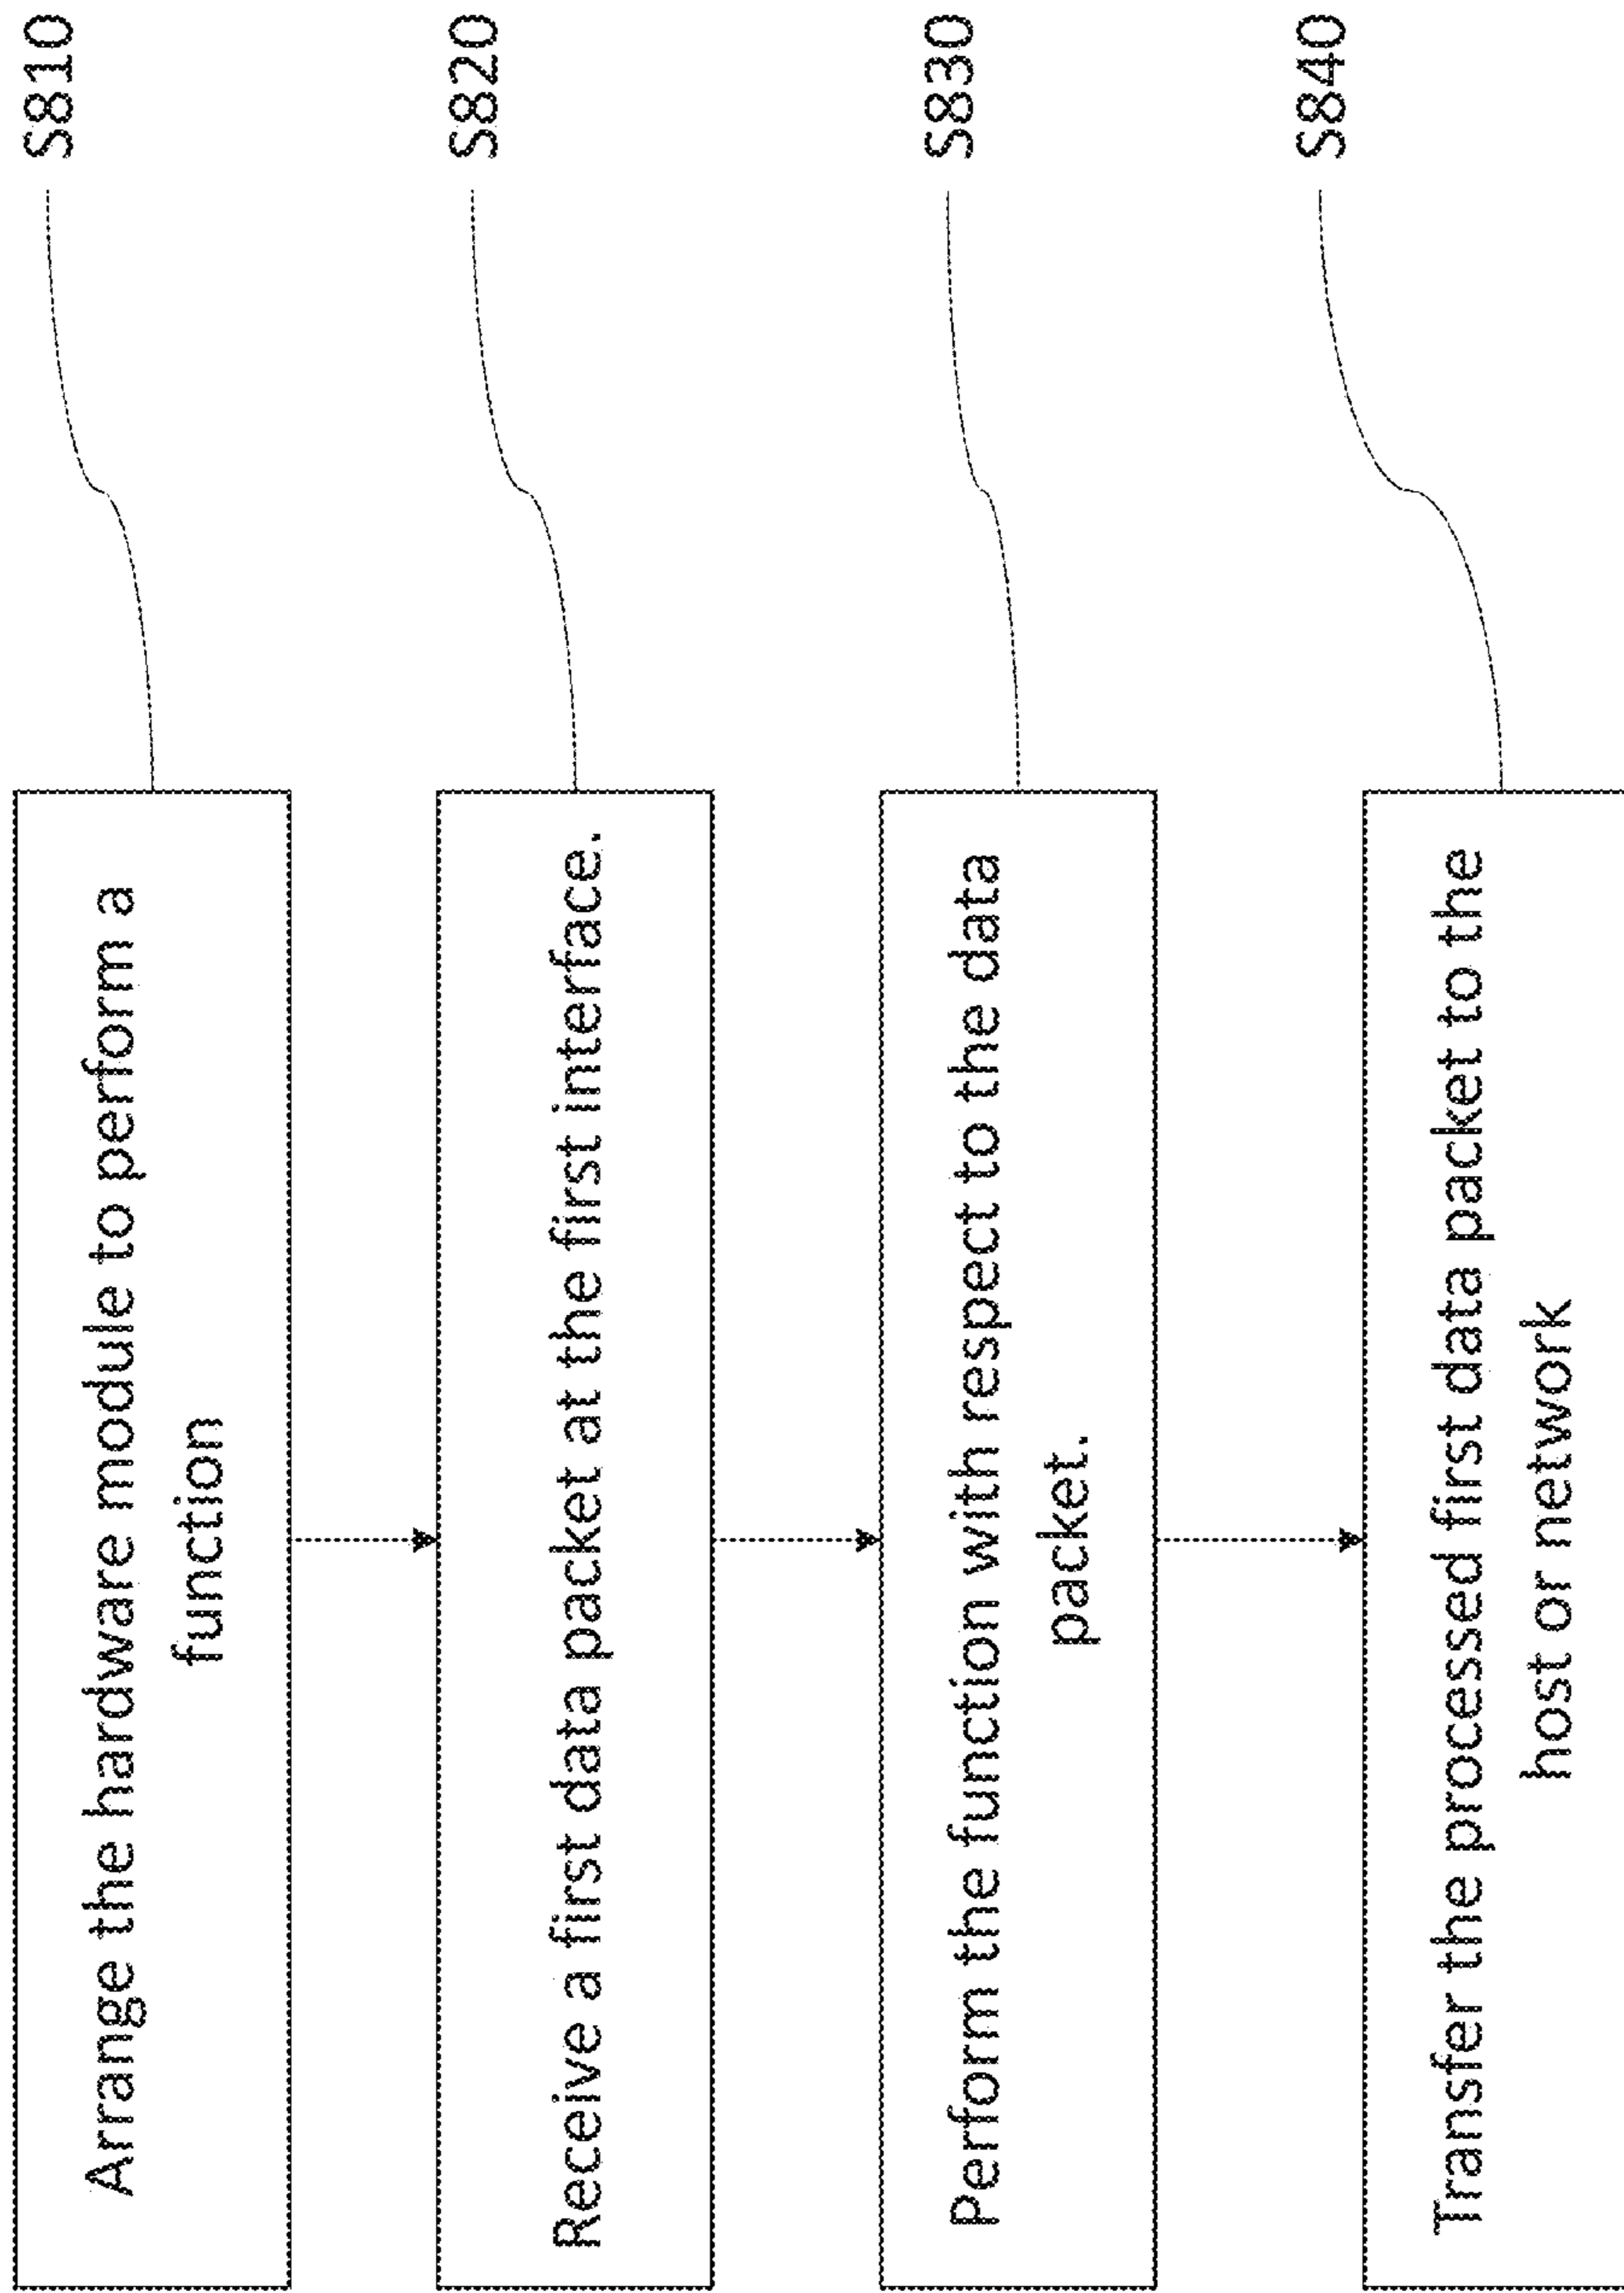 Arrange the hardware module to perform a
function
S810
Receive a first data packet at the first interface.
S820
Perform the function with respect to the data
packet.
S830
Transfer the processed first data packet to the
host or network
S840